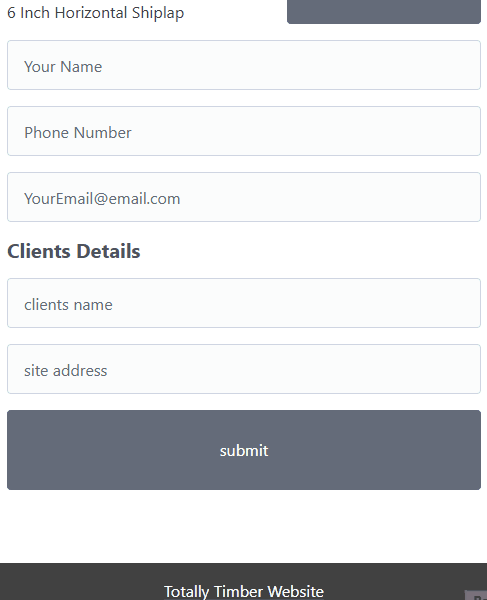 6 Inch Horizontal Shiplap
Your Name
Phone Number
YourEmail@email.com
Clients Details
clients name
site address
submit
Totally Timber Website